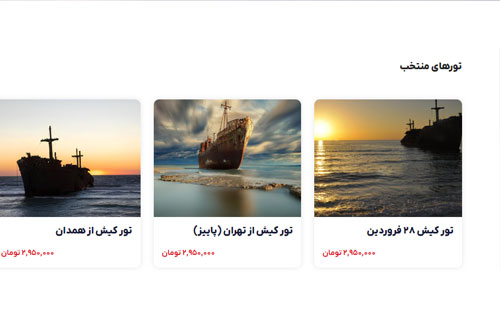 تورهای منتخب
تور کیش ۲۸ فروردین
۲,۹۵۰,۰۰۰ تومان
تور کیش از تهران (پاییز)
۲,۹۵۰,۰۰۰ تومان
تور کیش از همدان
۲,۹۵۰,۰۰۰ تومان